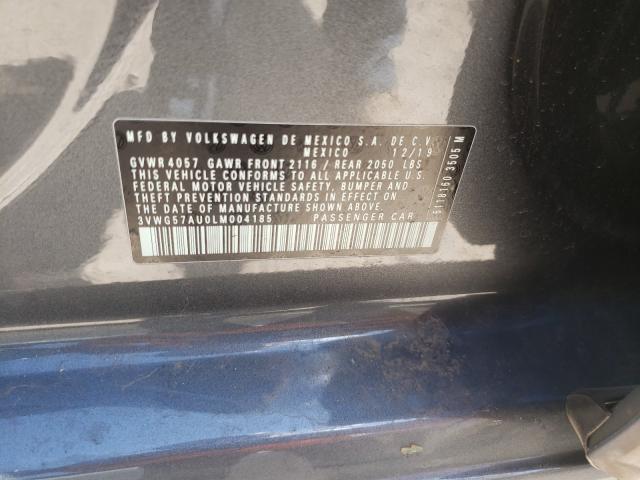 MFD BY VOLKSWAGEN DE MEXICO S.A. DE C.V.
MEXICO 12/19
GVWR 4057 GAWR FRONT 2116 / REAR 2050 LBS
THIS VEHICLE CONFORMS TO ALL APPLICABLE U.S.
FEDERAL MOTOR VEHICLE SAFETY, BUMPER AND
THEFT PREVENTION STANDARDS IN EFFECT ON
THE DATE OF MANUFACTURE SHOWN ABOVE
3VWG57AU0LM004185 PASSENGER CAR
5118160 3505 M